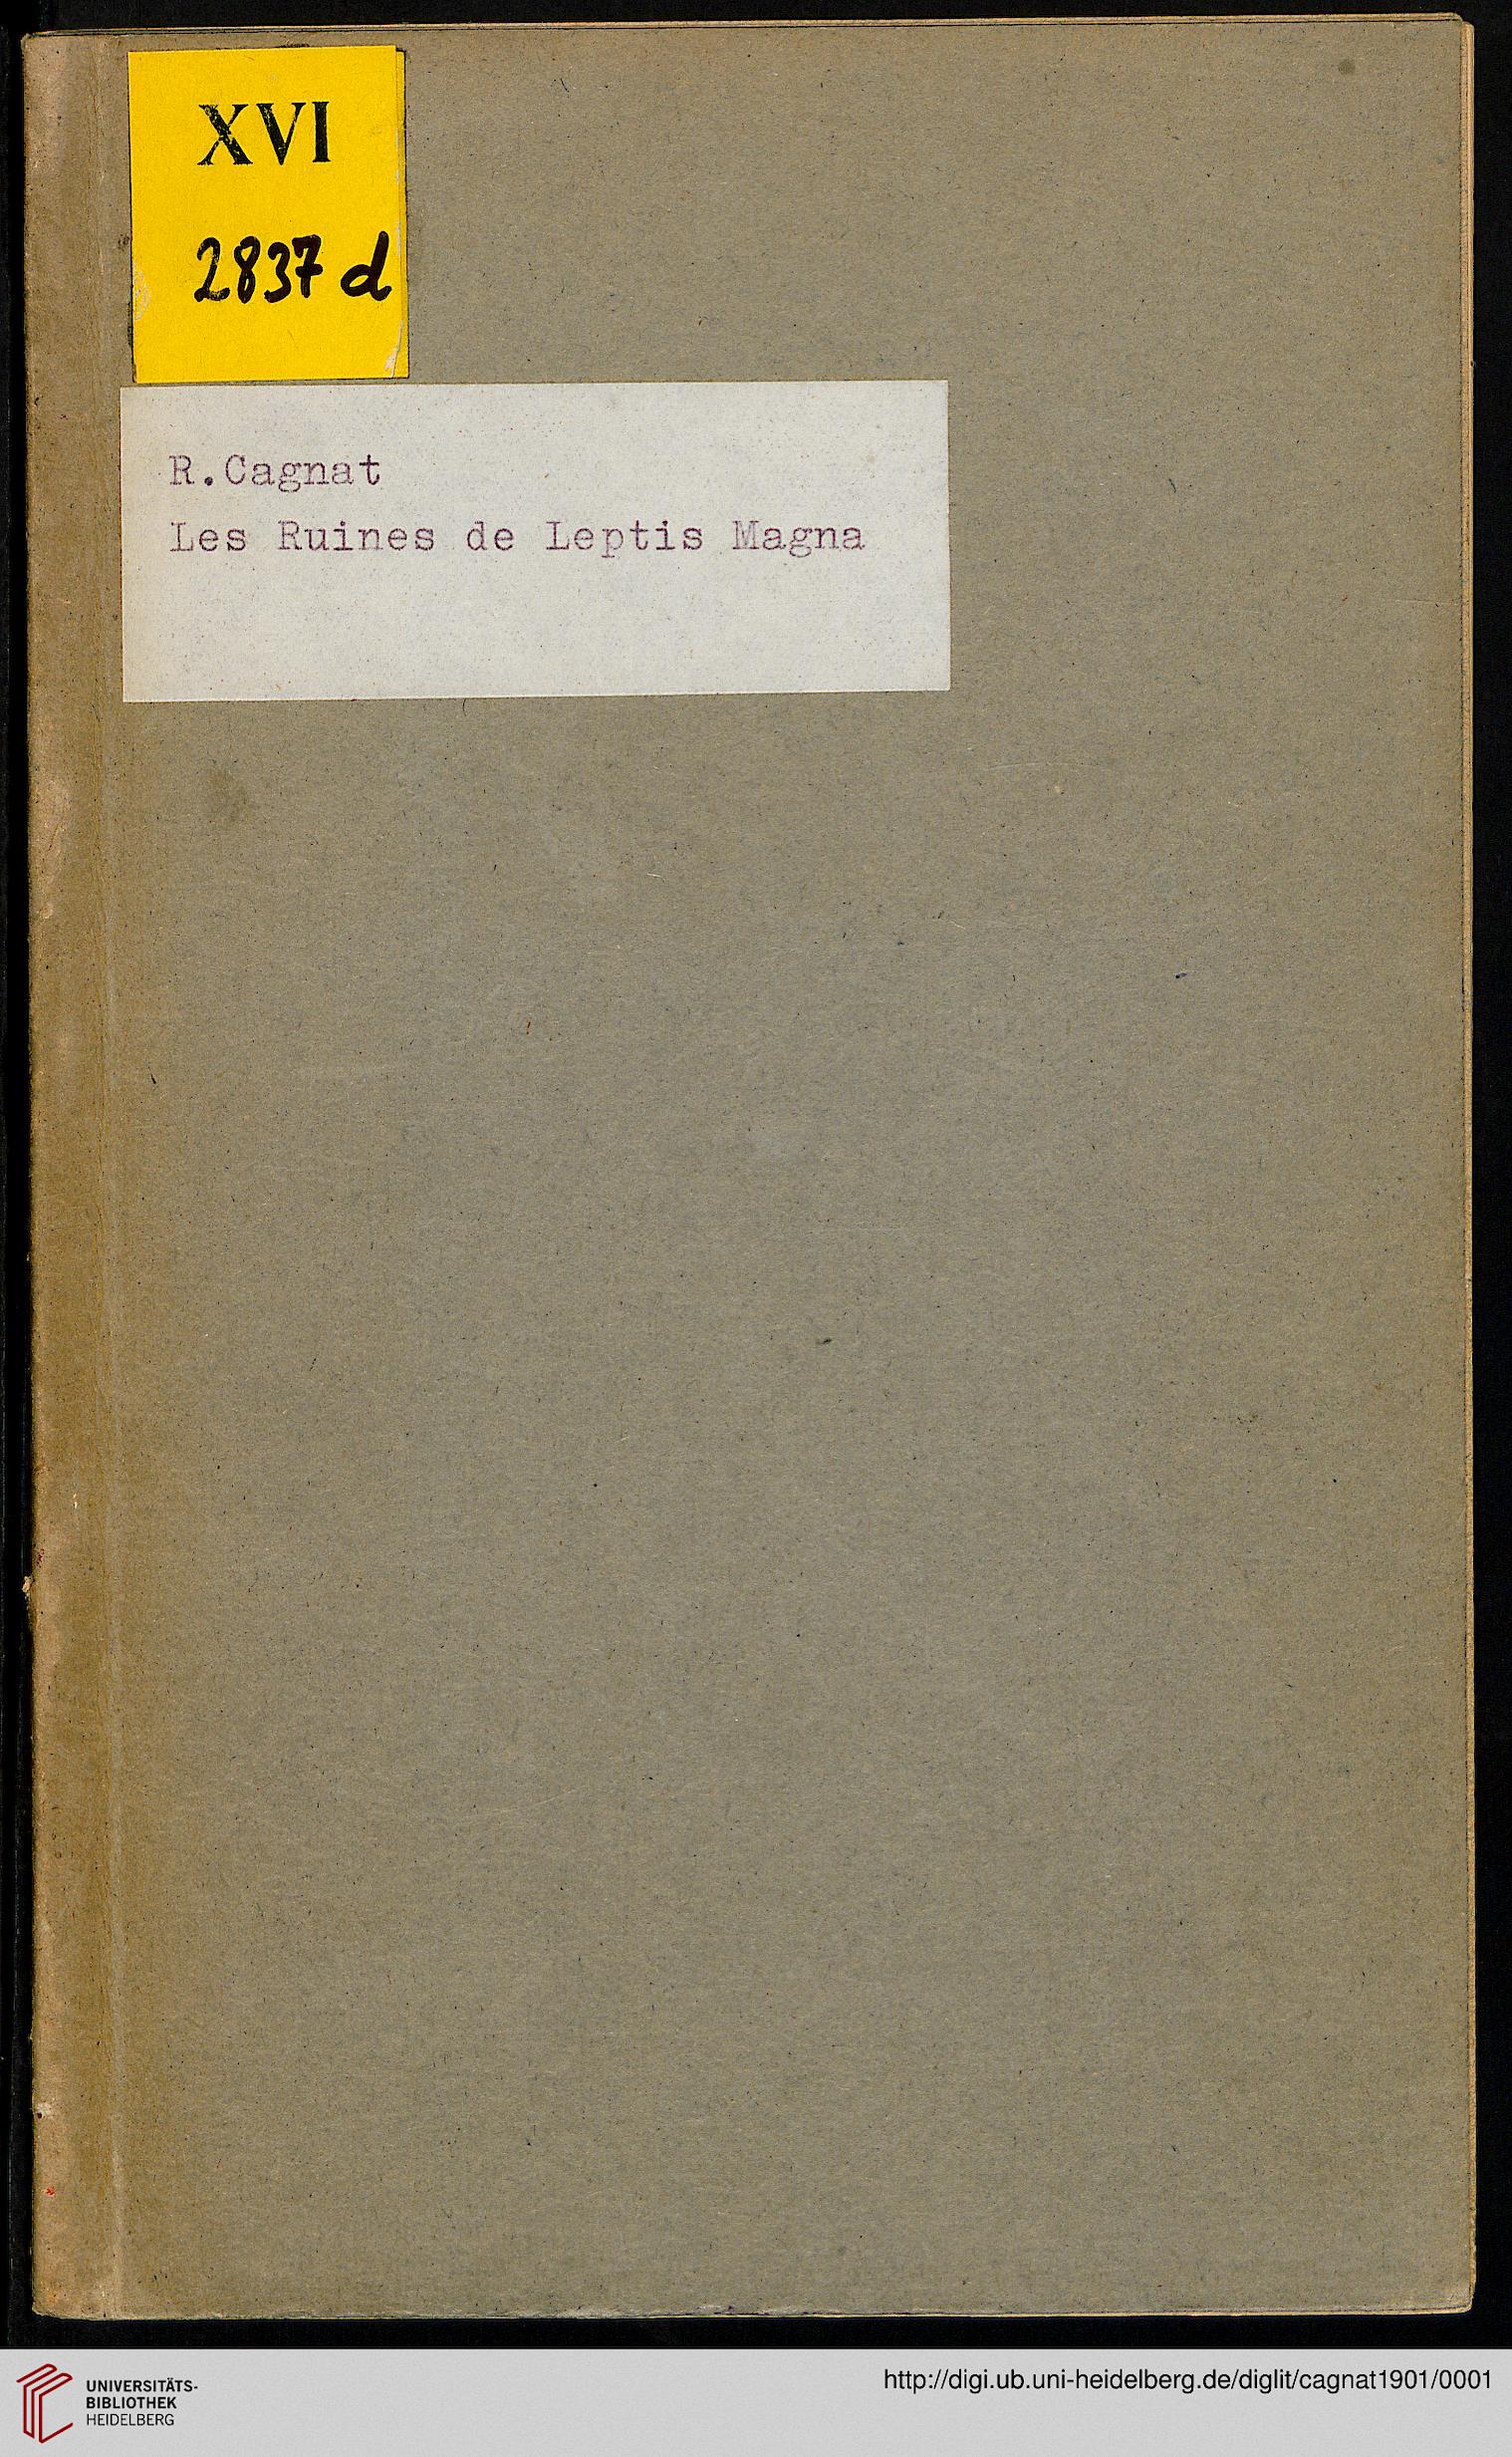 XVI
2837 d
R.Cagnat
Les Ruines de Leptis Magna
UNIVERSITÄTS-
BIBLIOTHEK
HEIDELBERG
http://digi.ub.uni-heidelberg.de/diglit/cagnat1901/0001